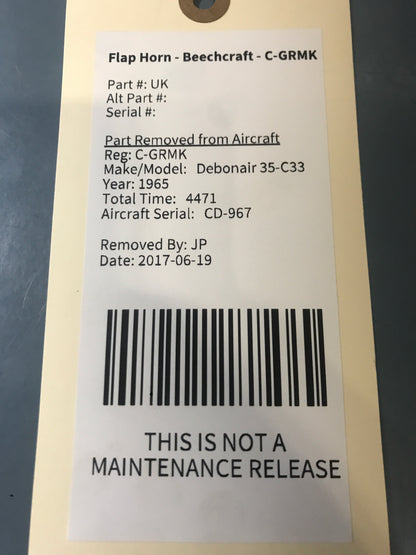 Flap Horn - Beechcraft - C-GRMK
Part #: UK
Alt Part #:
Serial #:
Part Removed from Aircraft
Reg: C-GRMK
Make/Model: Debonair 35-C33
Year: 1965
Total Time: 4471
Aircraft Serial: CD-967
Removed By: JP
Date: 2017-06-19
THIS IS NOT A
MAINTENANCE RELEASE